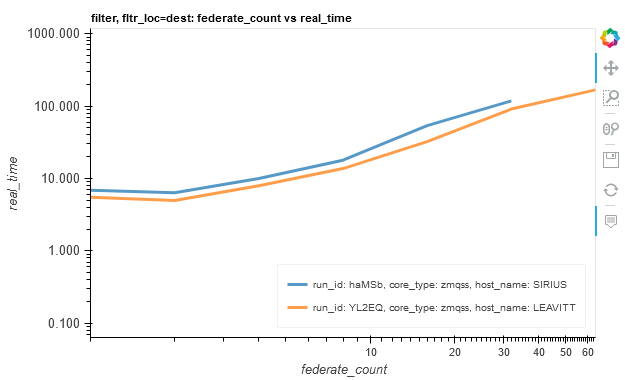 filter, fltr_loc=dest: federate_count vs real_time
1000.000
100.000
10.000
1.000
0.100
real_time
run_id: haMSb, core_type: zmqss, host_name: SIRIUS
run_id: YL2EQ, core_type: zmqss, host_name: LEAVITT
10 20 30 40 50 60
federate_count